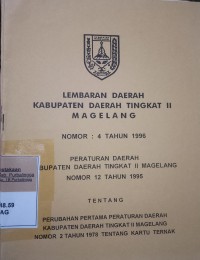 LEMBARAN DAERAH
KABUPATEN DAERAH TINGKAT II
MAGELANG
NOMOR : 4 TAHUN 1996
PERATURAN DAERAH
BUPATEN DAERAH TINGKAT II MAGELANG
NOMOR 12 TAHUN 1995
TENTANG
PERUBAHAN PERTAMA PERATURAN DAERAH
KABUPATEN DAERAH TINGKAT II MAGELANG
NOMOR 2 TAHUN 1978 TENTANG KARTU TERNAK
AG